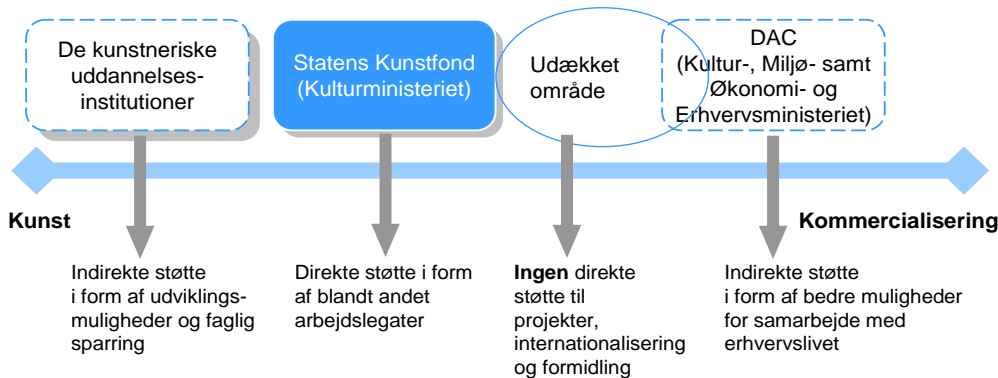 De kunstneriske
uddannelses-
institutioner
Statens Kunstfond
(Kulturministeriet)
Udækket
område
DAC
(Kultur-, Miljø- samt
Økonomi- og
Erhvervsministeriet)
Kunst
Kommercialisering
Indirekte støtte
i form af udviklings-
muligheder og faglig
sparring
Direkte støtte i form
af blandt andet
arbejdslegater
Ingen direkte
støtte til
projekter,
internationalisering
og formidling
Indirekte støtte
i form af bedre muligheder
for samarbejde med
erhvervslivet